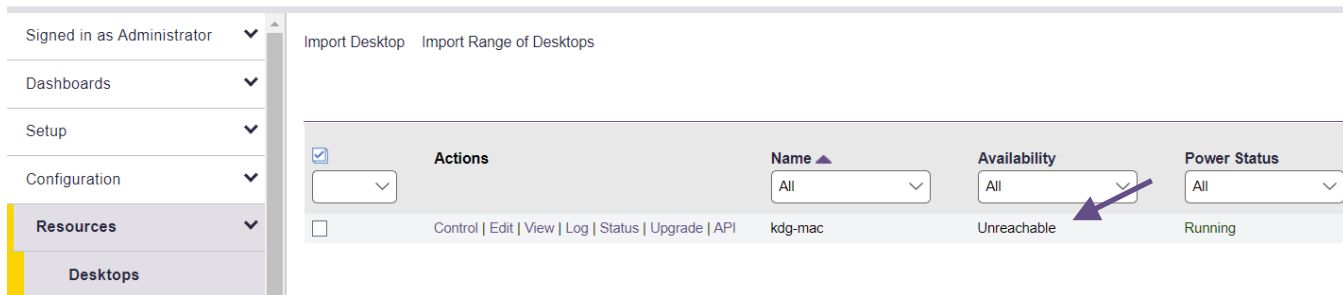 Signed in as Administrator
Dashboards
Setup
Configuration
Resources
Desktops
Import Desktop Import Range of Desktops
Actions Name Availability Power Status
All All All
Control | Edit | View | Log | Status | Upgrade | API kdg-mac Unreachable Running